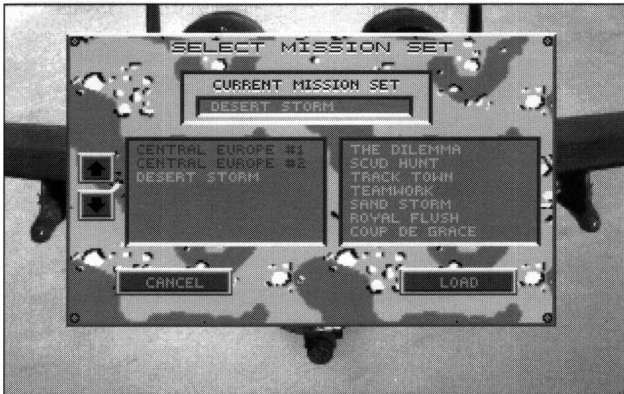 SELECT MISSION SET
CURRENT MISSION SET
DESERT STORM
CENTRAL EUROPE #1
CENTRAL EUROPE #2
DESERT STORM
THE DILEMMA
SCUD HUNT
TRACK TOWN
TEAMWORK
SAND STORM
ROYAL FLUSH
COUP DE GRACE
CANCEL
LOAD